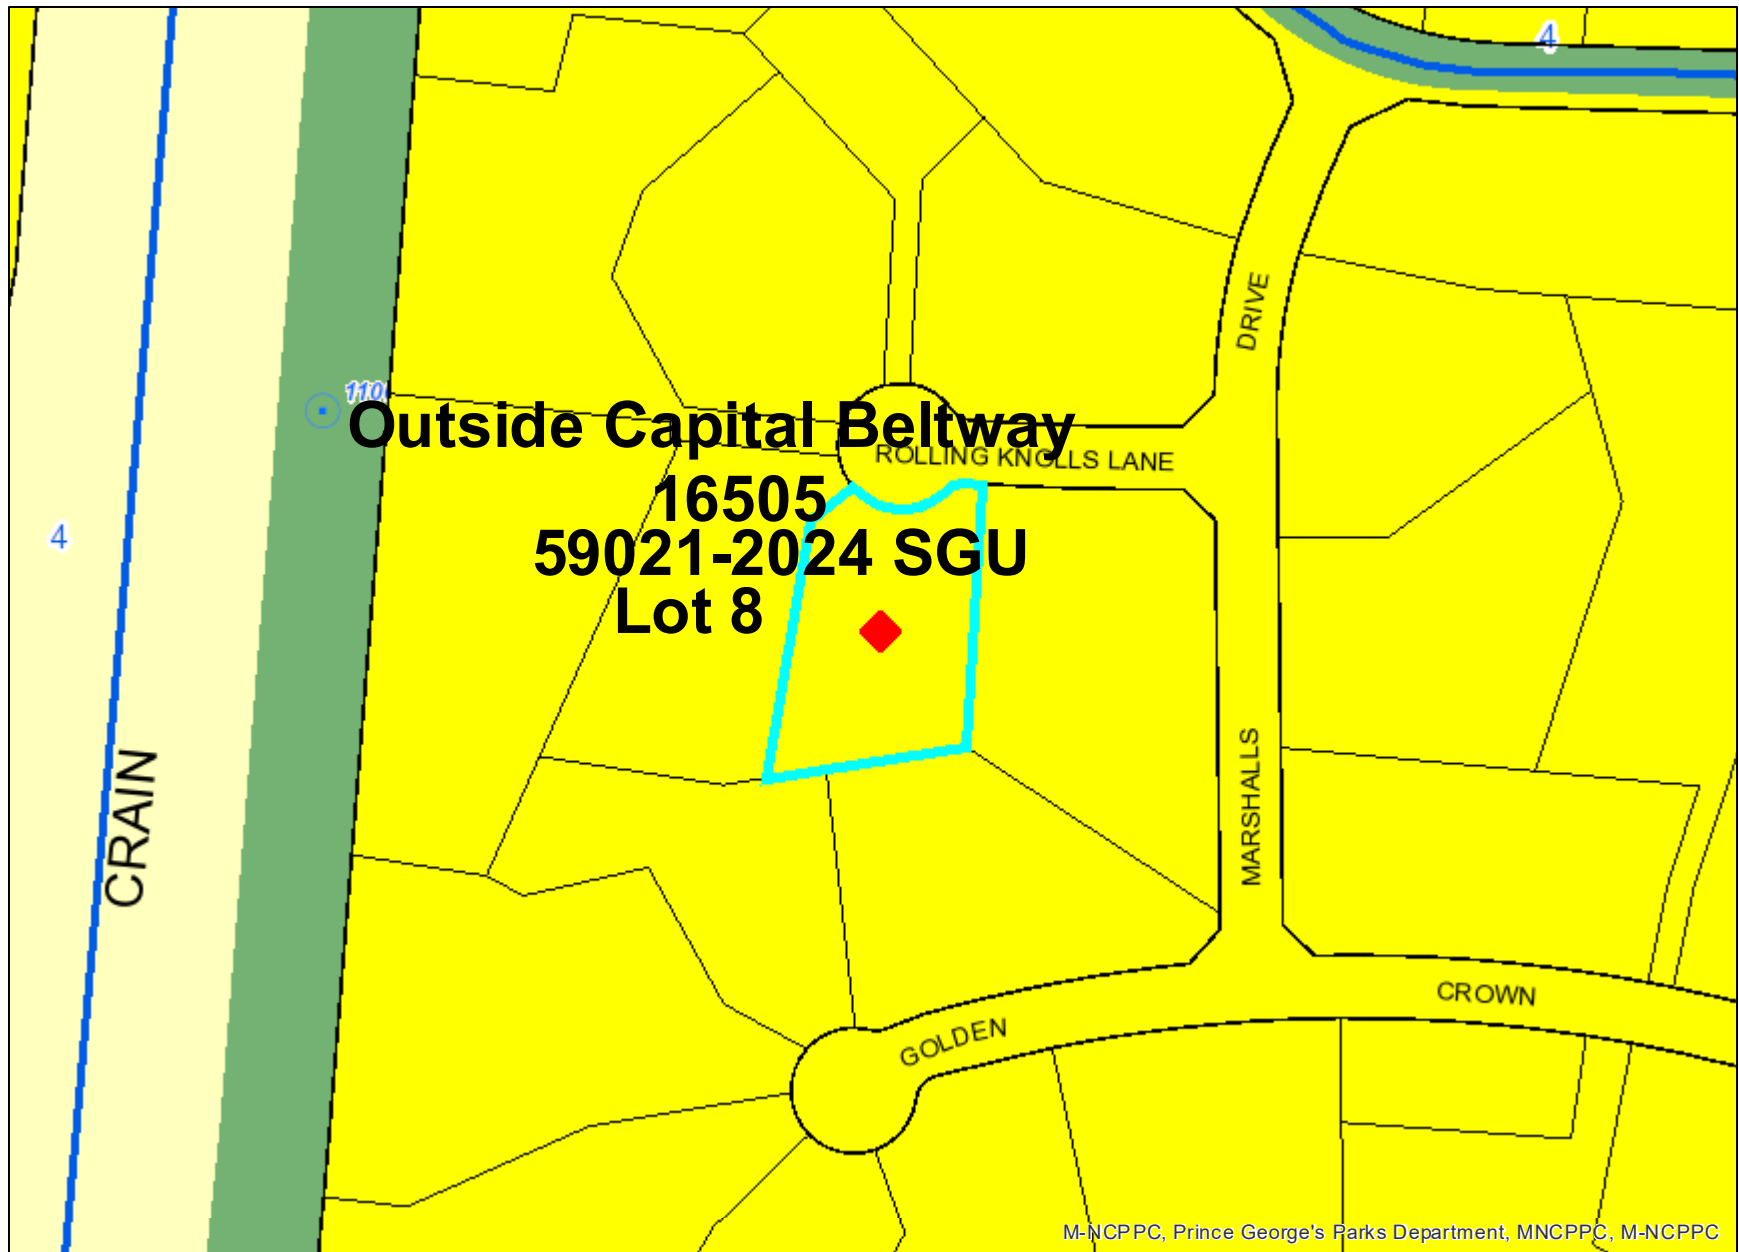 4
DRIVE
Outside Capital Beltway
ROLLING KNOLLS LANE
16505
4
59021-2024 SGU
Lot 8
CRAIN
MARSHALLS
CROWN
GOLDEN
M-NCPPC, Prince George's Parks Department, MNCPPC, M-NCPPC